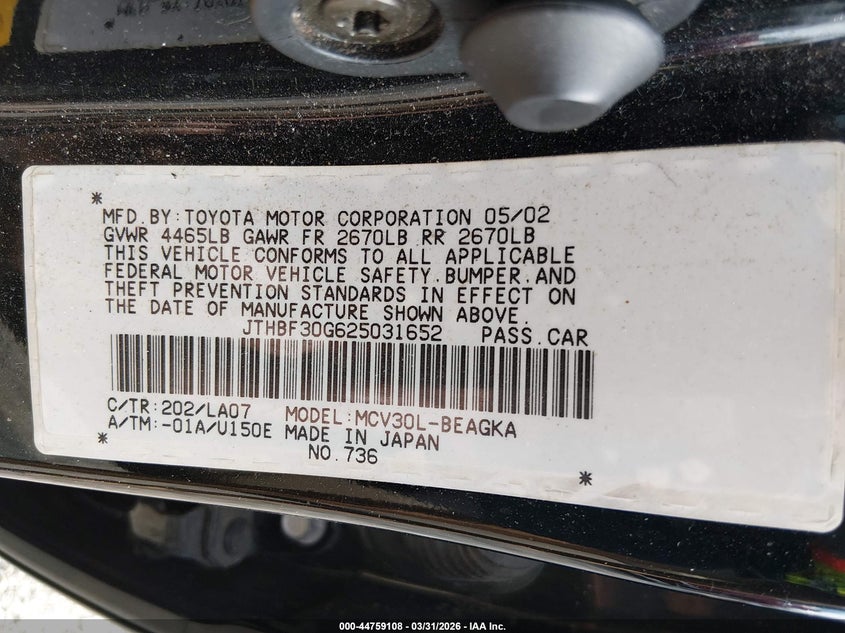 MFD.BY:TOYOTA MOTOR CORPORATION 05/02
GVWR 4465LB GAWR FR 2670LB RR 2670LB
THIS VEHICLE CONFORMS TO ALL APPLICABLE
FEDERAL MOTOR VEHICLE SAFETY,BUMPER,AND
THEFT PREVENTION STANDARDS IN EFFECT ON
THE DATE OF MANUFACTURE SHOWN ABOVE.
JTHBF30G625031652 PASS.CAR
C/TR:202/LA07 MODEL:MCV30L-BEAGKA
A/TM:-01A/U150E MADE IN JAPAN
NO.736
000-44759108 - 03/31/2026 - IAA Inc.